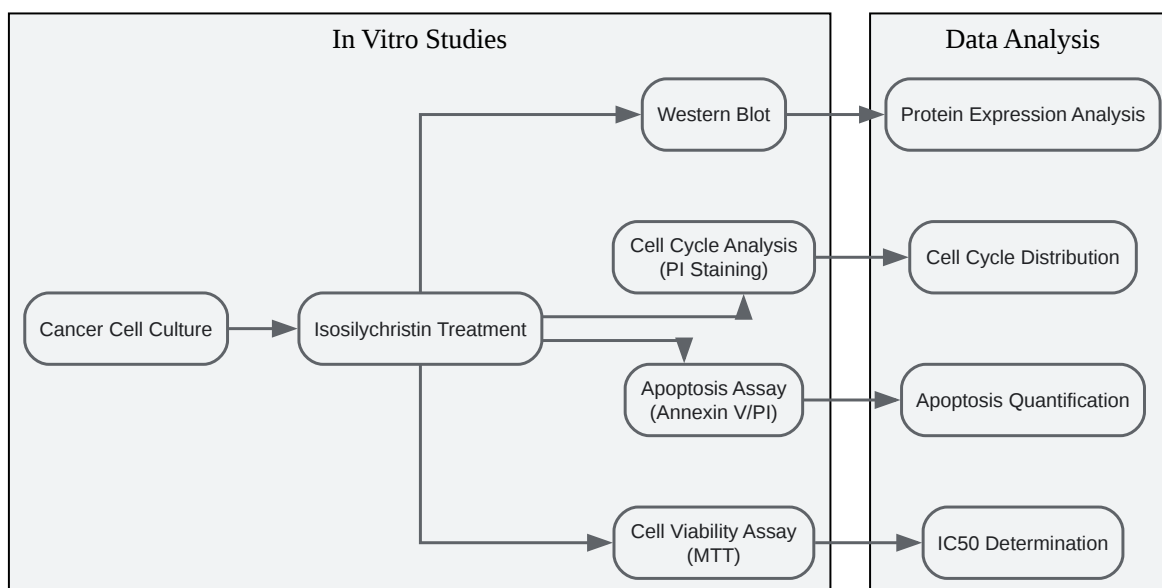 In Vitro Studies
Data Analysis
Western Blot
Protein Expression Analysis
Cell Cycle Analysis
(PI Staining)
Cell Cycle Distribution
Cancer Cell Culture
Isosilychristin Treatment
Apoptosis Assay
(Annexin V/PI)
Apoptosis Quantification
Cell Viability Assay
(MTT)
IC50 Determination